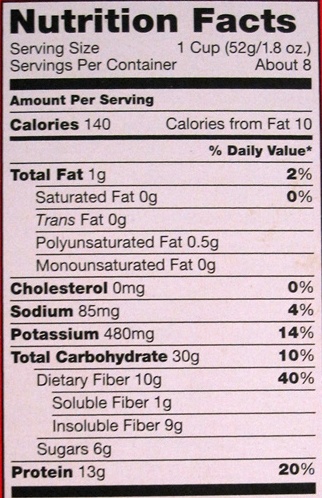 Nutrition Facts
Serving Size 1 Cup (52g/1.8 oz.)
Servings Per Container About 8
Amount Per Serving
Calories 140 Calories from Fat 10
% Daily Value*
Total Fat 1g 2%
Saturated Fat 0g 0%
Trans Fat 0g
Polyunsaturated Fat 0.5g
Monounsaturated Fat 0g
Cholesterol 0mg 0%
Sodium 85mg 4%
Potassium 480mg 14%
Total Carbohydrate 30g 10%
Dietary Fiber 10g 40%
Soluble Fiber 1g
Insoluble Fiber 9g
Sugars 6g
Protein 13g 20%